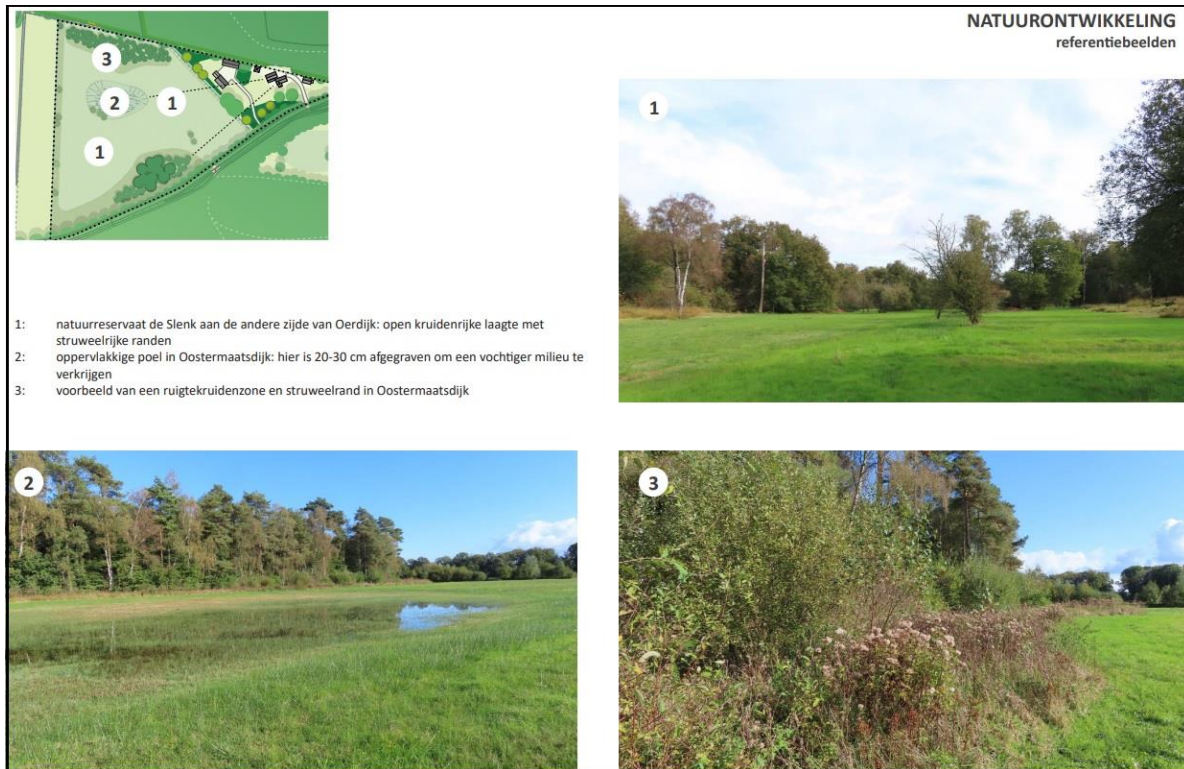 NATUURONTWIKKELING
referentiebeelden
3
2
1
1
1
1: natuurreservaat de Slenk aan de andere zijde van Oerdijk: open kruidenrijke laagte met
struweelrijke randen
2: oppervlakkige poel in Oostermaatsdijk: hier is 20-30 cm afgegraven om een vochtiger milieu te
verkrijgen
3: voorbeeld van een ruigtekruidenzone en struweelrand in Oostermaatsdijk
2
3